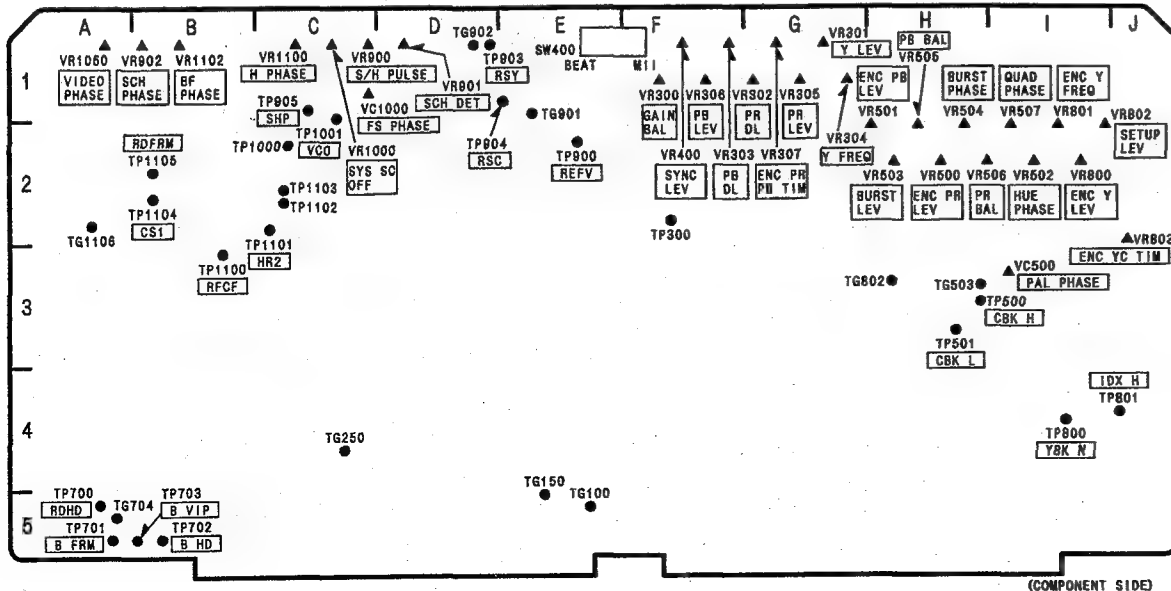 A B C D E F G H I J
1
2
3
4
5
VR1050
VIDEO
PHASE
VR902
SCH
PHASE
VR1102
BF
PHASE
VR1100
H PHASE
VR900
S/H PULSE
VR901
SCH DET
TG902
TP903
RSY
SW400
BEAT MII
VR301
Y LEV
PB BAL
VR505
ENC PB
LEV
VR501
BURST
PHASE
VR504
QUAD
PHASE
VR507
ENC Y
FREQ
VR801
VR802
SETUP
LEV
TP905
SHP
VC1000
FS PHASE
TP1000
TP1001
VCO
VR1000
SYS SC
OFF
TP904
RSC
TG901
TP900
REFV
VR300
GAIN
BAL
VR306
PB
LEV
VR302
PR
DL
VR305
PR
LEV
VR304
Y FREQ
VR400
SYNC
LEV
VR303
PB
DL
VR307
ENC PR
PB TIM
VR503
BURST
LEV
VR500
ENC PR
LEV
VR506
PR
BAL
VR502
HUE
PHASE
VR800
ENC Y
LEV
RDFRM
TP1105
TP1104
CS1
TG1106
TP1103
TP1102
TP1101
HR2
TP1100
RFCF
TP300
VR803
ENC YC TIM
TG802
TG503
VC500
PAL PHASE
TP500
CBK H
TP501
CBK L
IDX H
TP801
TP800
YBK N
TG250
TG150
TG100
TP700
RDHD
TG704
TP703
B VIP
TP701
B FRM
TP702
B HD
(COMPONENT SIDE)